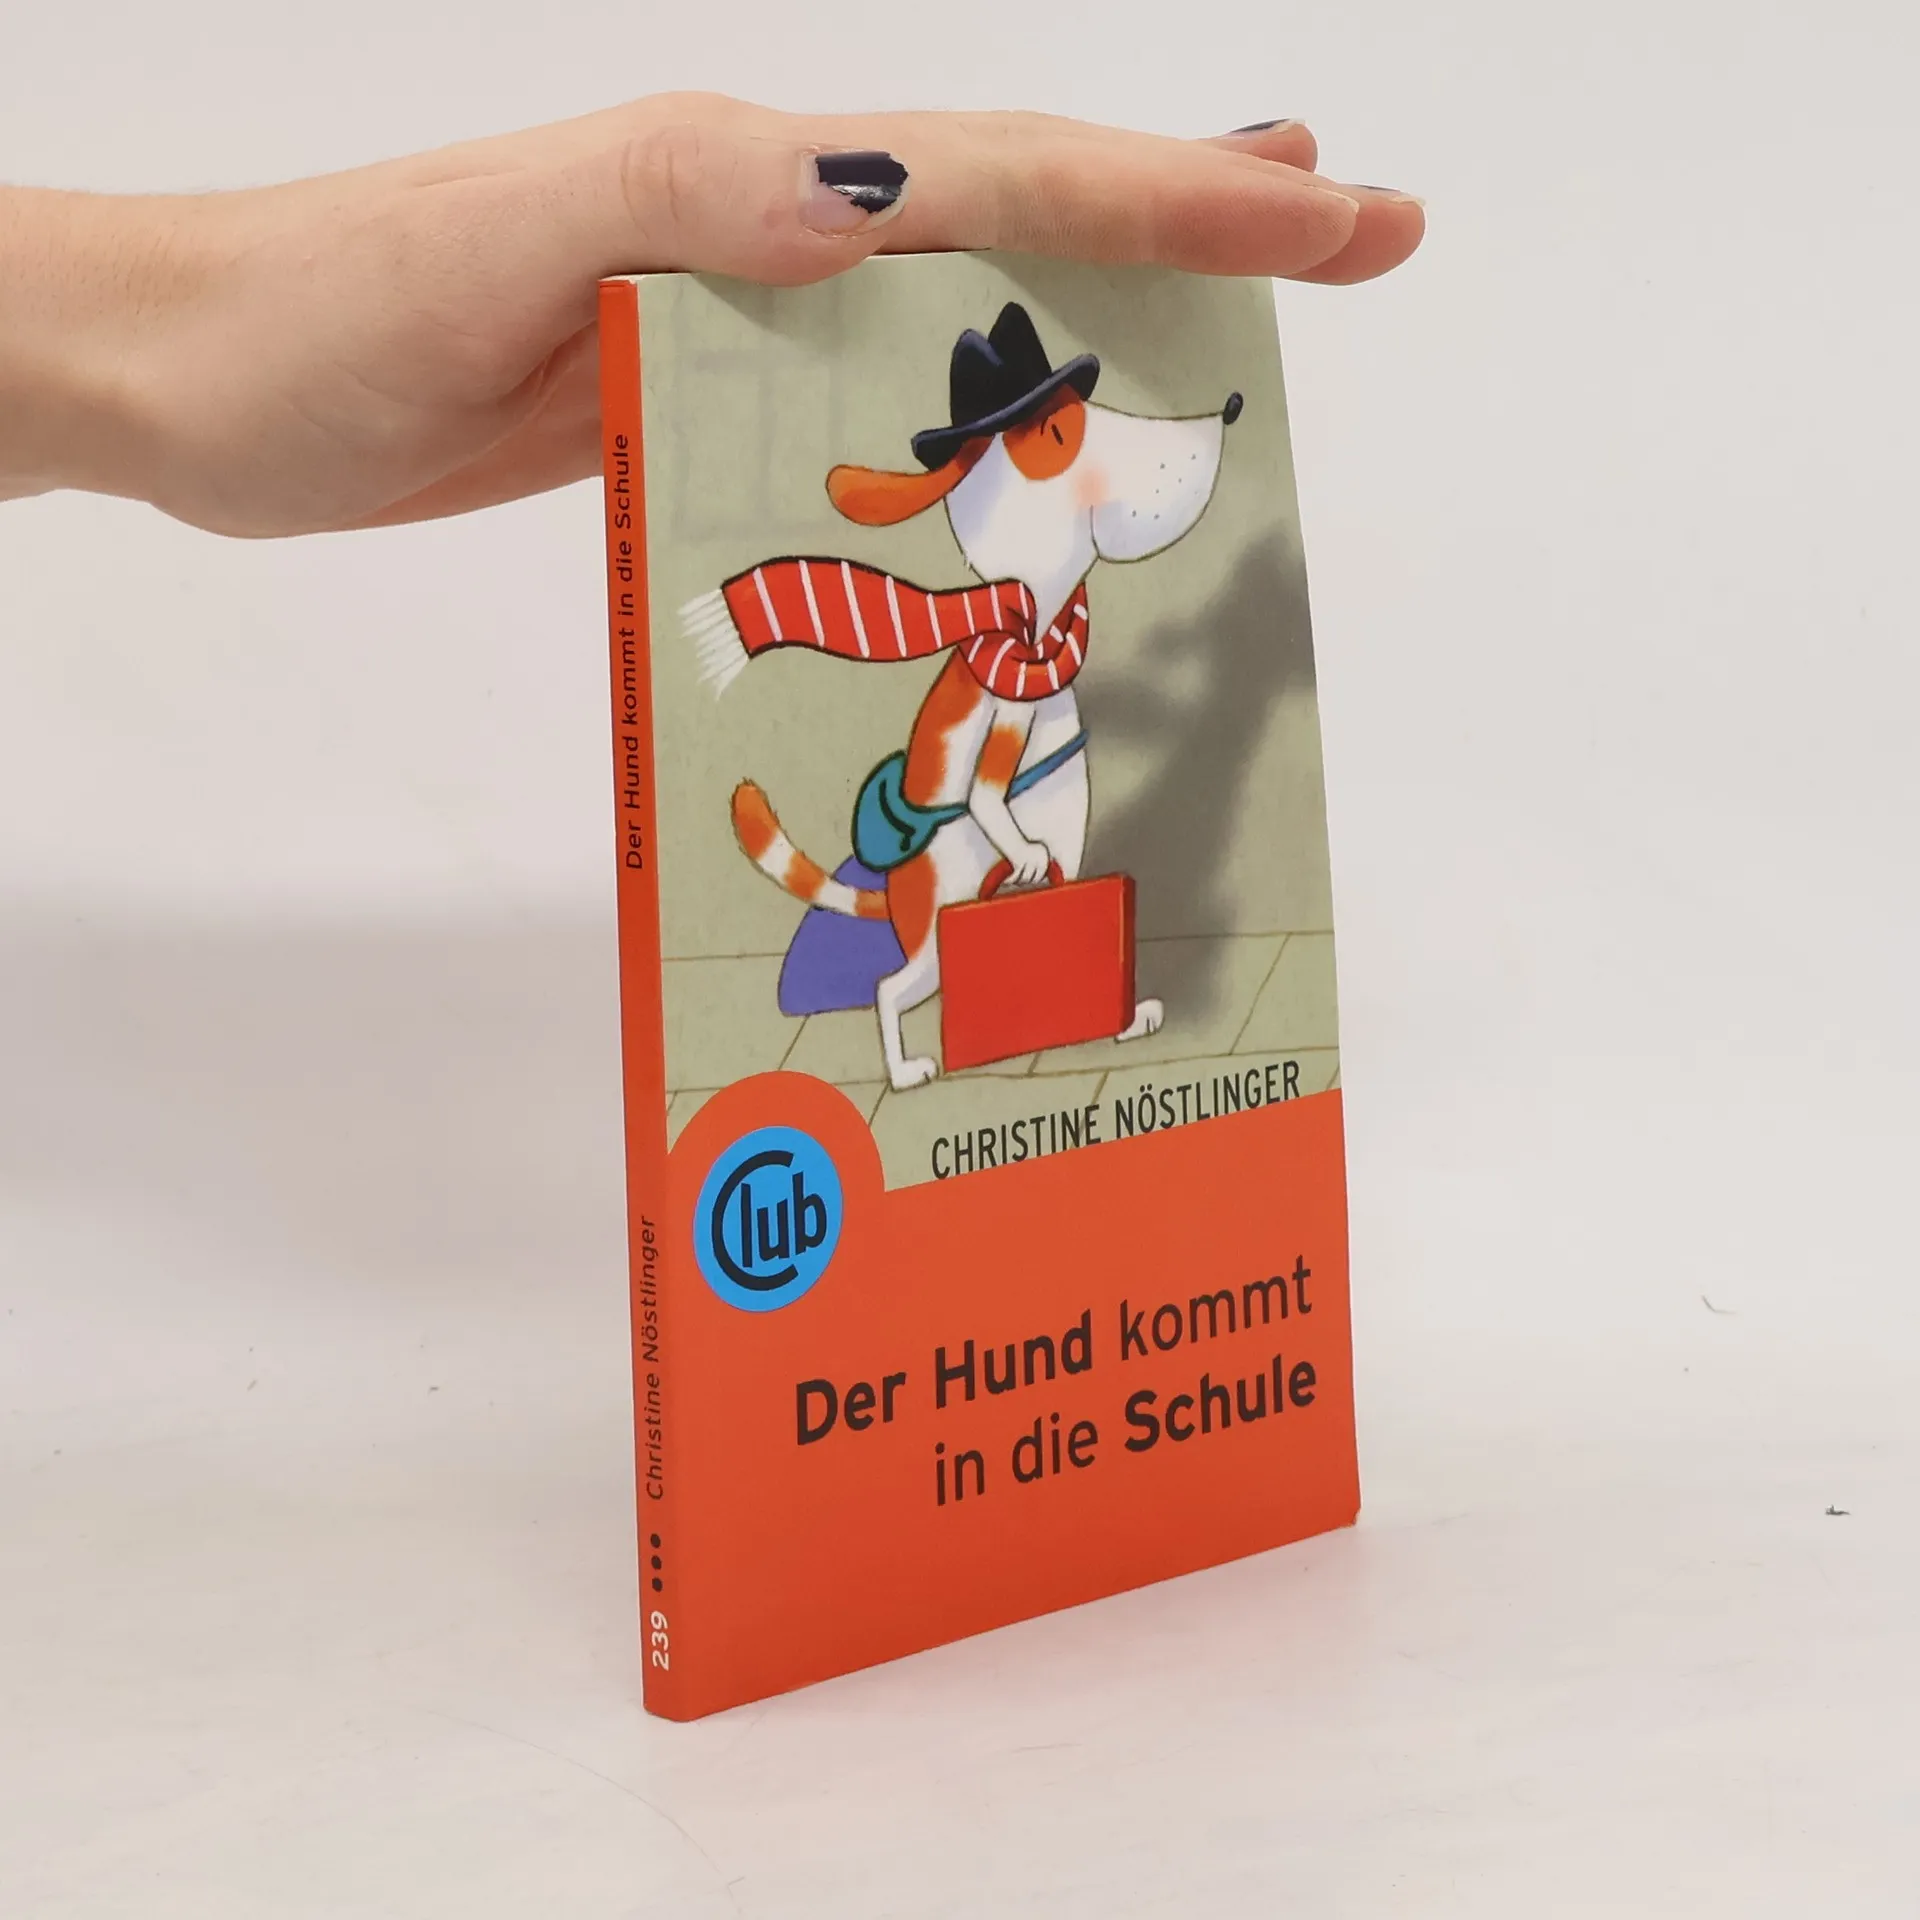 Der Hund kommt in die Schule
Christine Nöstlinger
239
CHRISTINE NÖSTLINGER
Club
Der Hund kommt
in die Schule